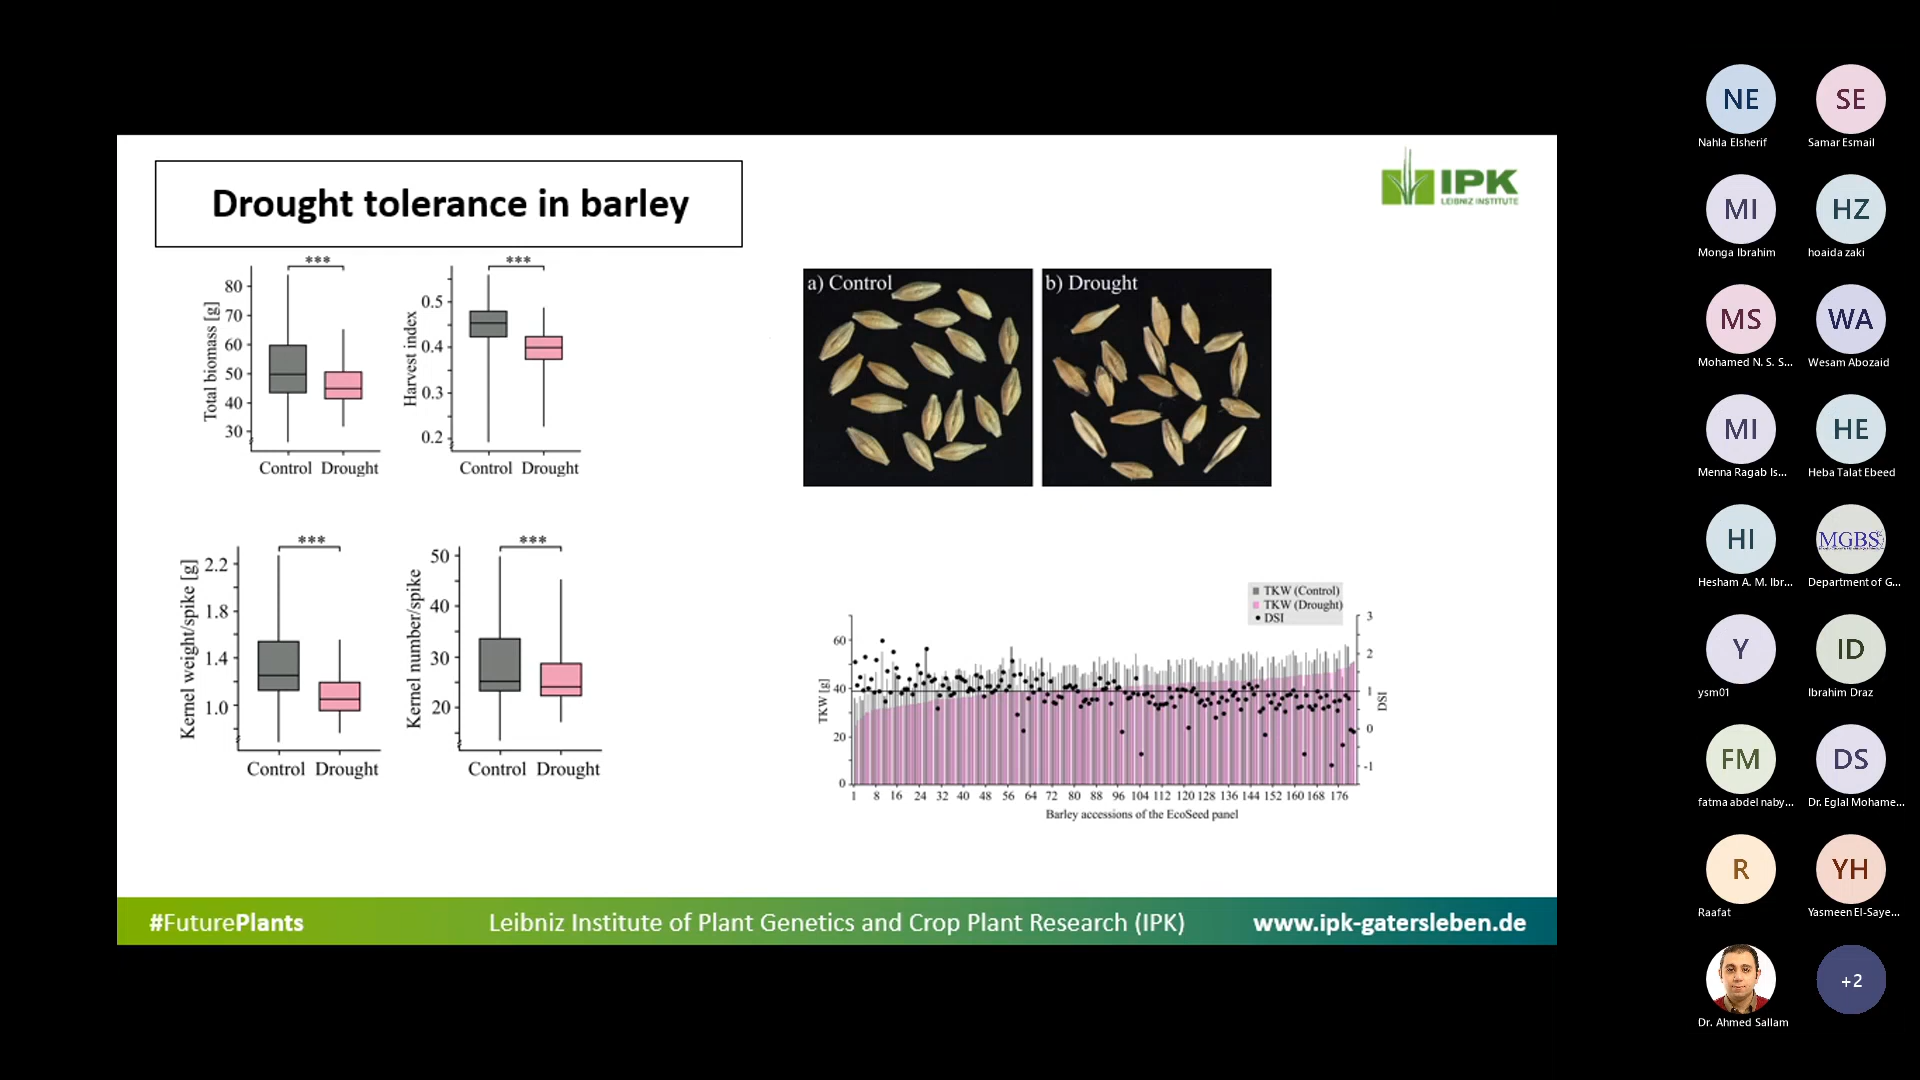 Drought tolerance in barley
IPK
LEIBNIZ INSTITUTE
***
80
70
60
50
40
30
Total biomass [g]
Control Drought
***
0.5
0.4
0.3
0.2
Harvest index
Control Drought
a) Control
b) Drought
***
2.2
1.8
1.4
1.0
Kernel weight/spike [g]
Control Drought
***
50
40
30
20
Kernel number/spike
Control Drought
TKW (Control)
TKW (Drought)
DSI
60
40
20
0
TKW [g]
3
2
1
0
-1
DSI
1 8 16 24 32 40 48 56 64 72 80 88 96 104 112 120 128 136 144 152 160 168 176
Barley accessions of the EcoSeed panel
#FuturePlants
Leibniz Institute of Plant Genetics and Crop Plant Research (IPK)
www.ipk-gatersleben.de
NE
Nahla Elsherif
SE
Samar Esmail
MI
Monga Ibrahim
HZ
hoaida zaki
MS
Mohamed N. S. S...
WA
Wesam Abozaid
MI
Menna Ragab Is...
HE
Heba Talat Ebeed
HI
Hesham A. M. Ibr...
MGBS
Department of G...
Y
ysm01
ID
Ibrahim Draz
FM
fatma abdel naby...
DS
Dr. Eglal Mohame...
R
Raafat
YH
Yasmeen El-Saye...
Dr. Ahmed Sallam
+2